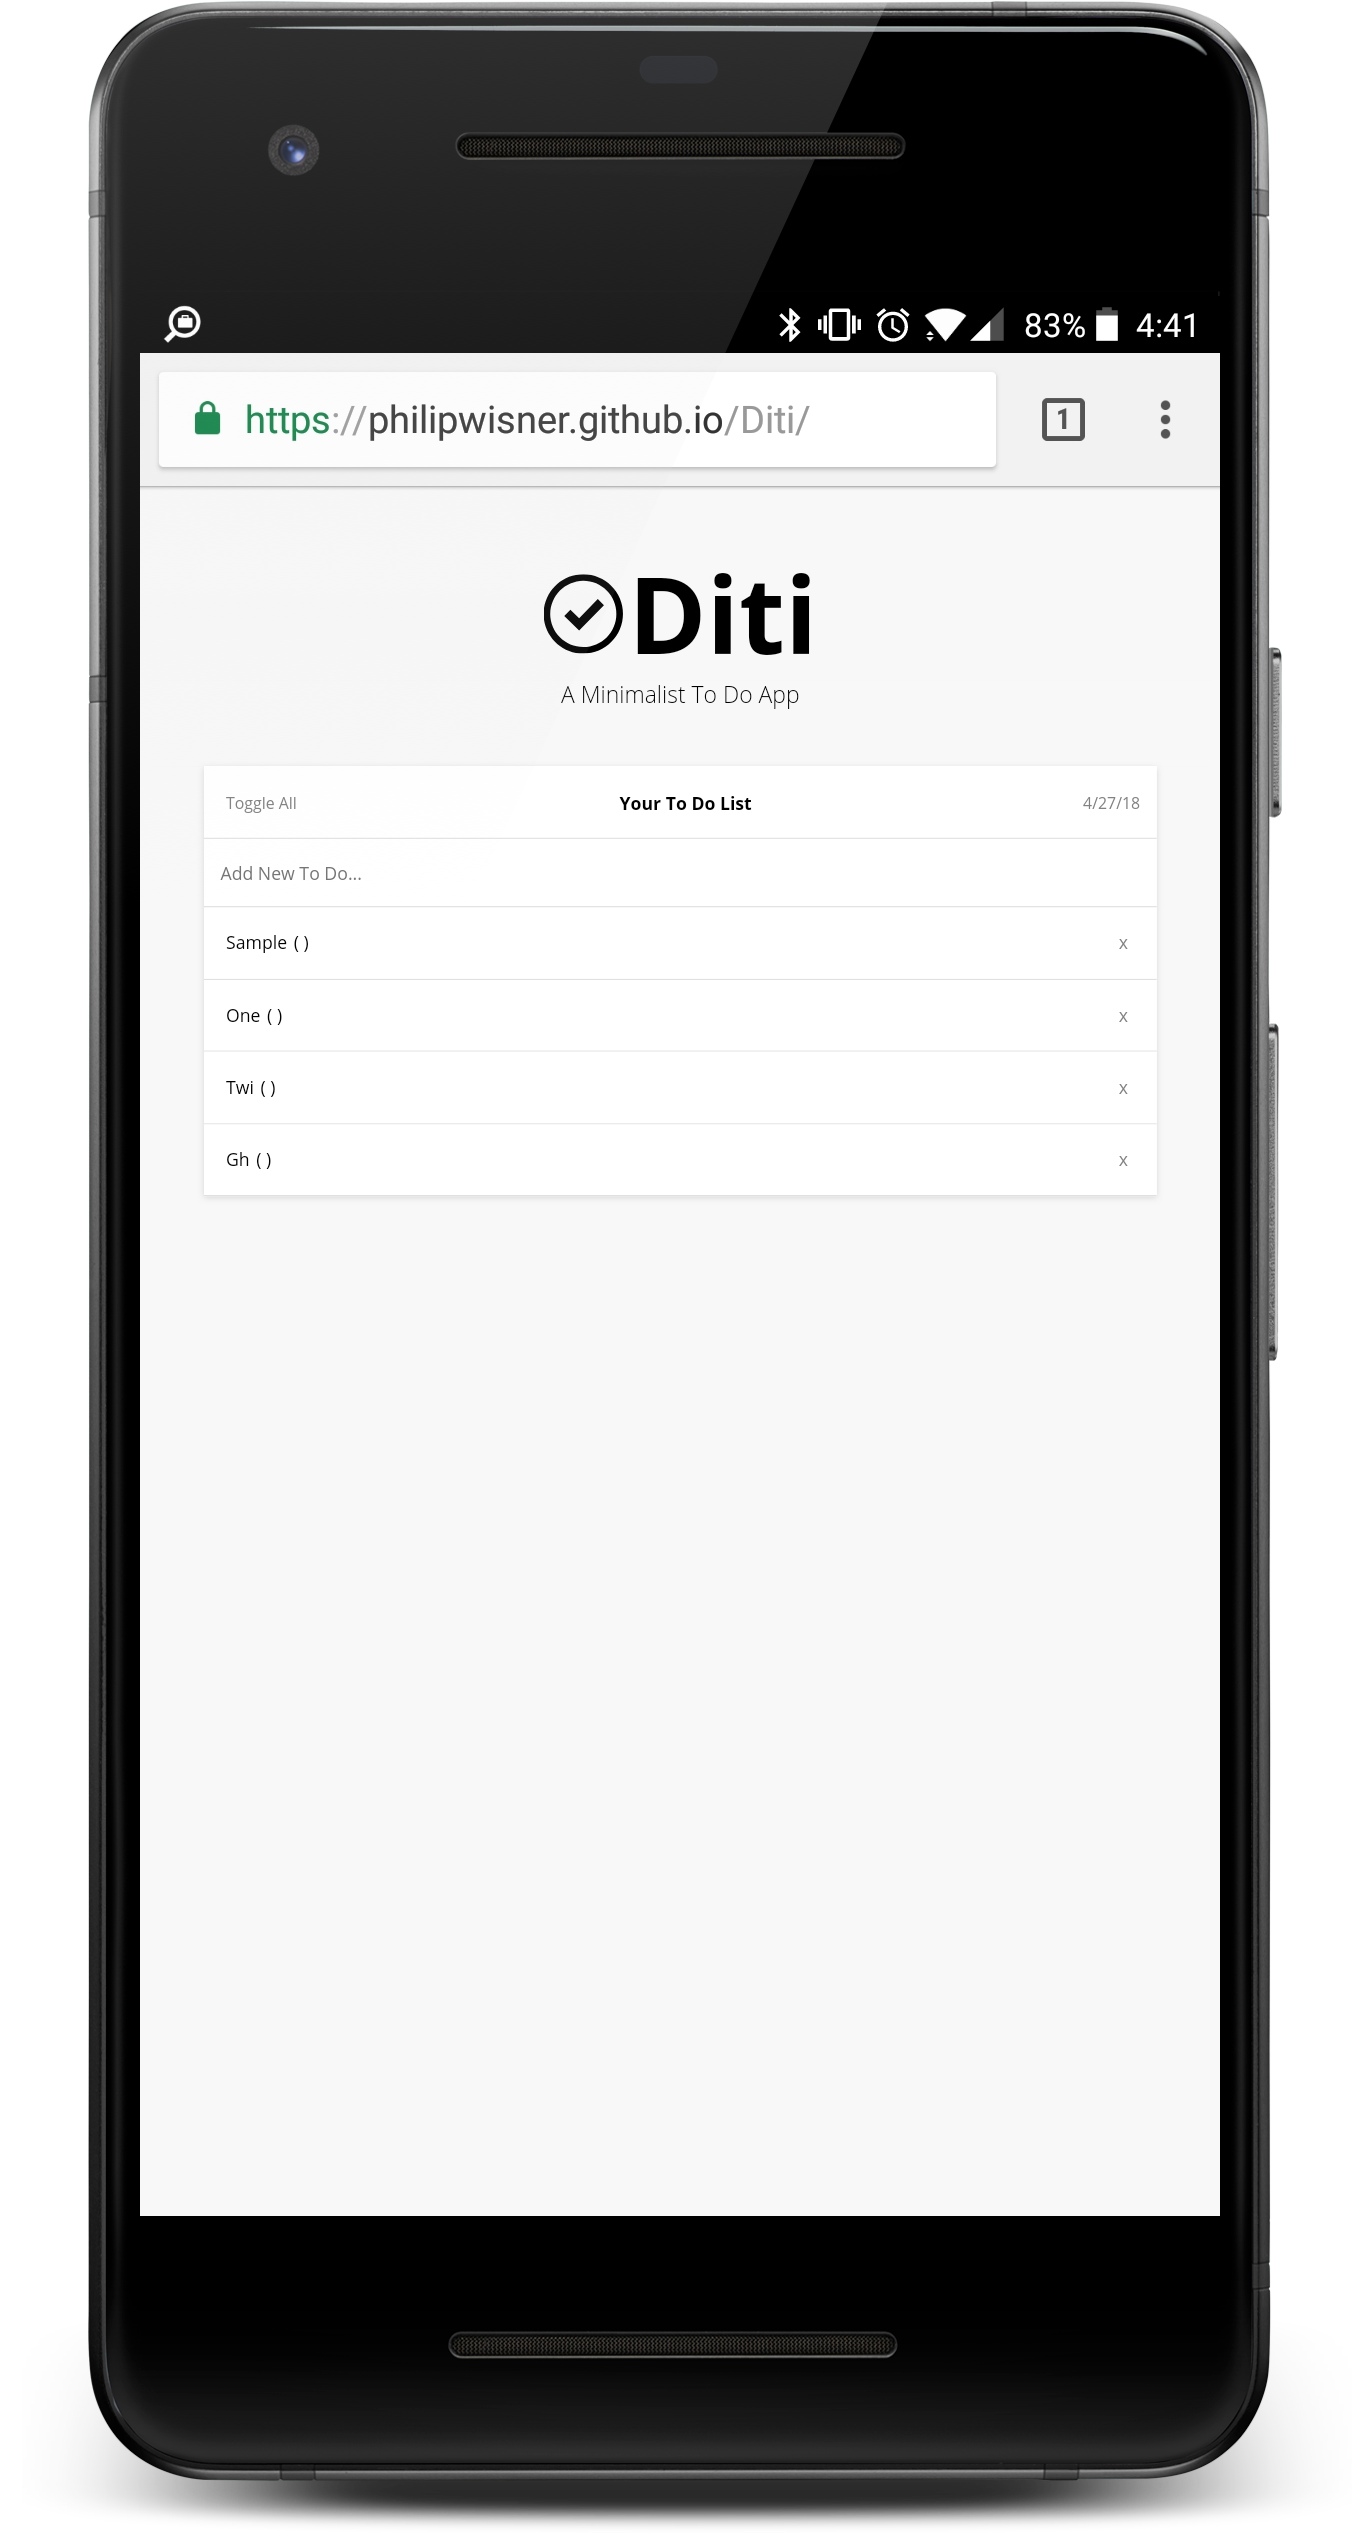 83% 4:41
https://philipwisner.github.io/Diti/ 1
Diti
A Minimalist To Do App
Toggle All Your To Do List 4/27/18
Add New To Do...
Sample ( ) x
One ( ) x
Twi ( ) x
Gh ( ) x